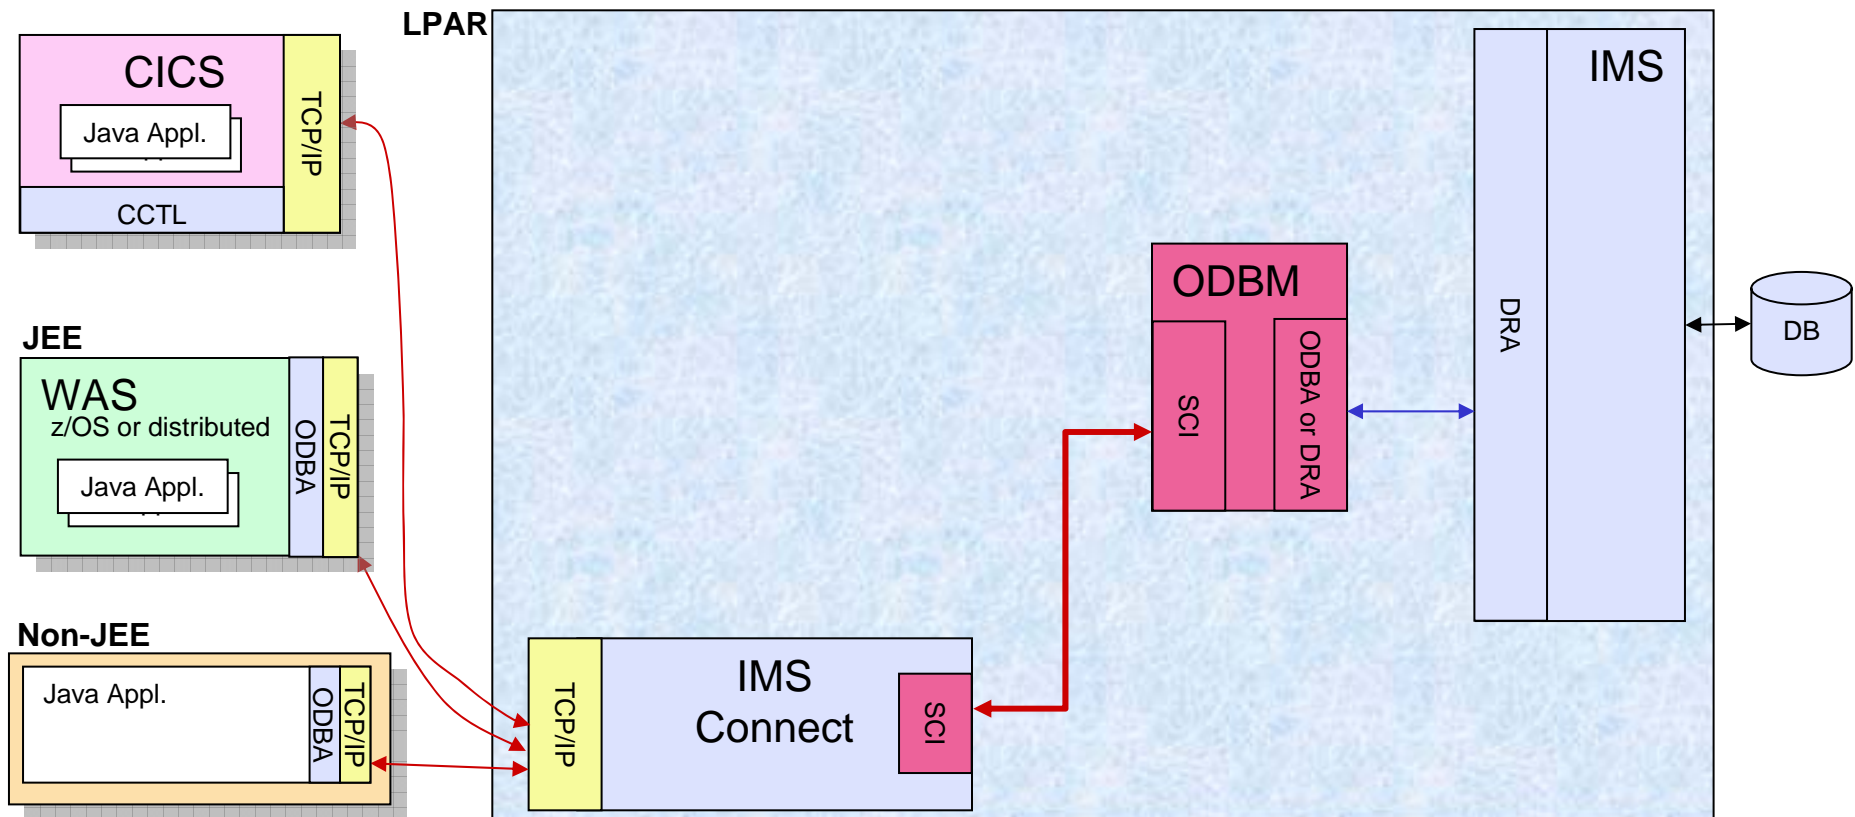 LPAR
CICS
Java Appl.
TCP/IP
CCTL
JEE
WAS
z/OS or distributed
Java Appl.
ODBA
TCP/IP
Non-JEE
Java Appl.
ODBA
TCP/IP
TCP/IP
IMS
Connect
SCI
ODBM
SCI
ODBA or DRA
DRA
IMS
DB